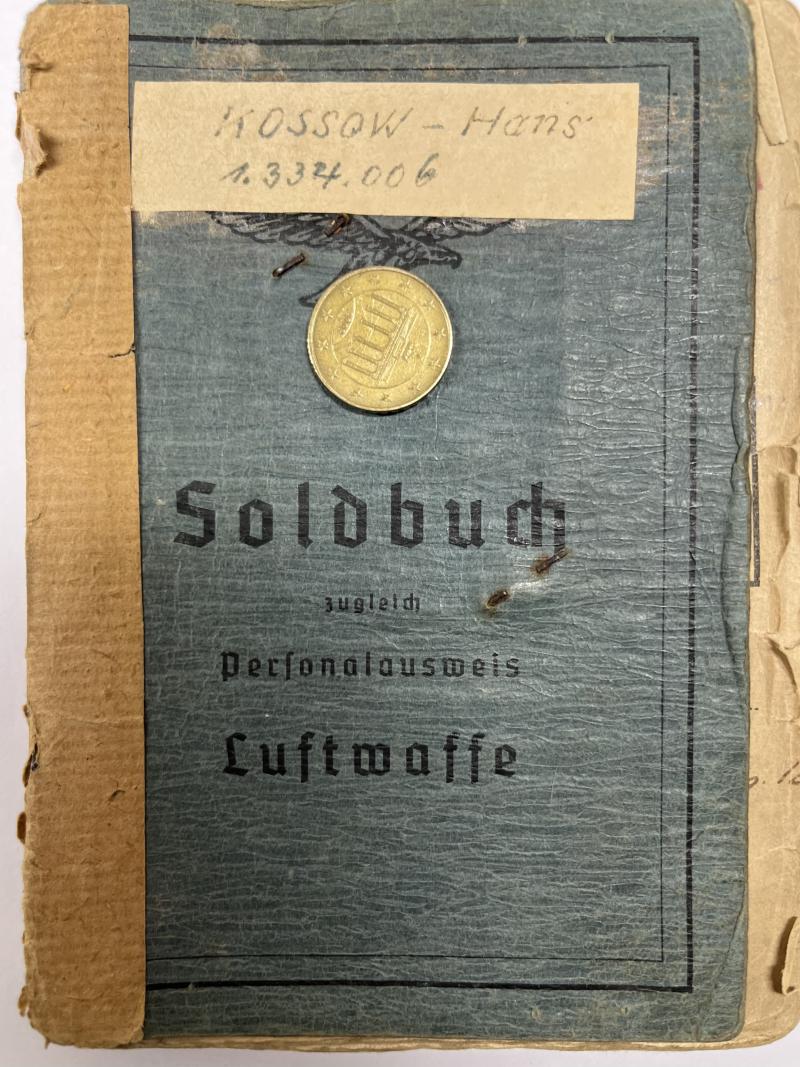 KOSSOW - Hans
1.334.006
Soldbuch
zugleich
Personalausweis
Luftwaffe